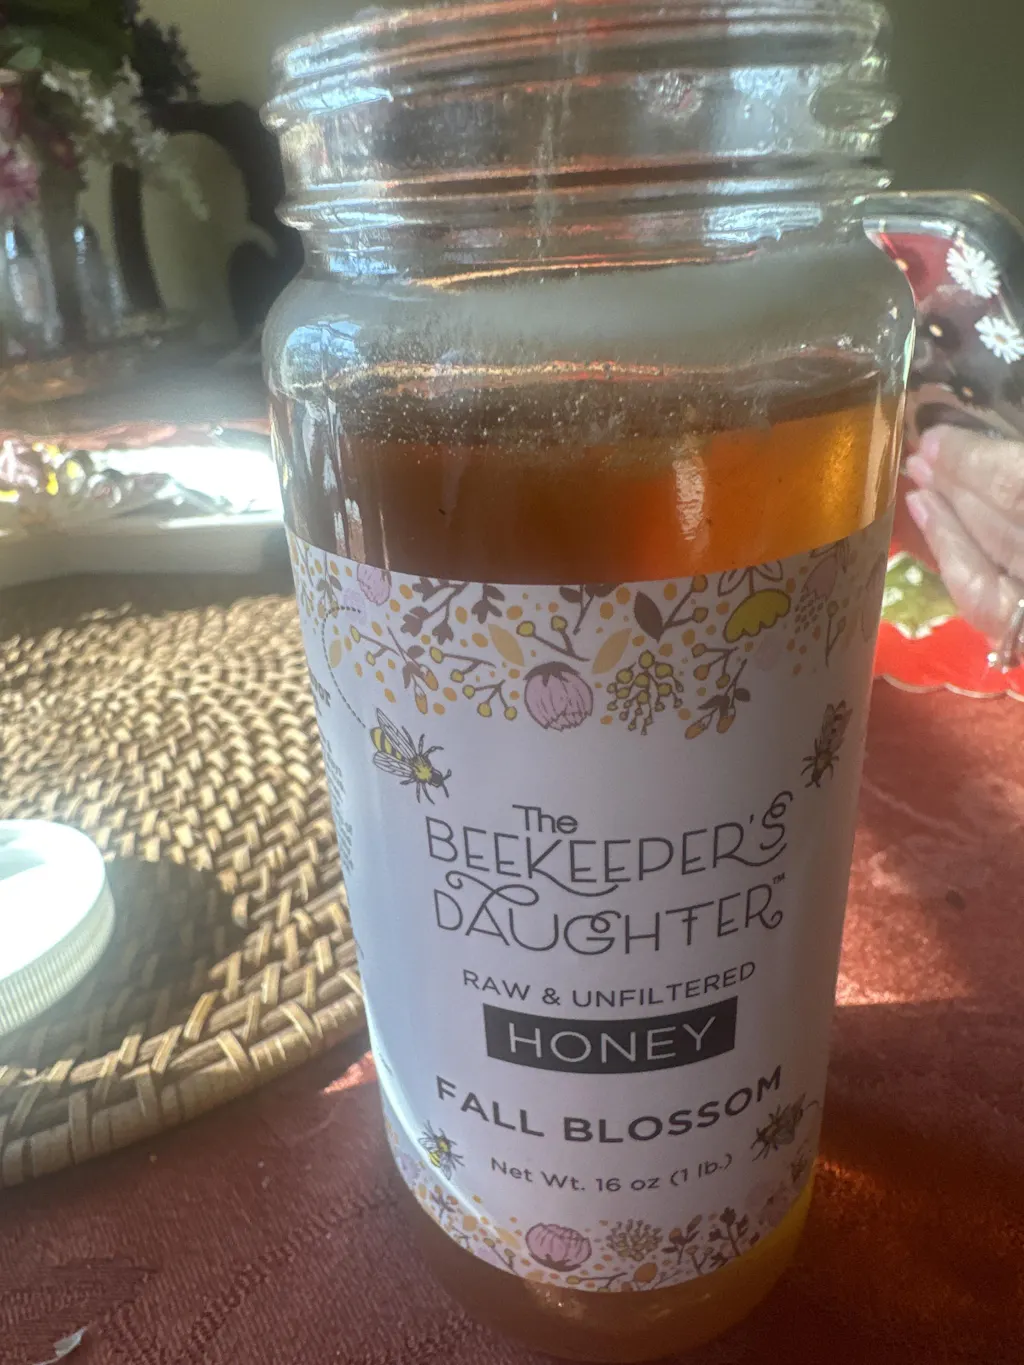 The
BEEKEEPER'S
DAUGHTER™
RAW & UNFILTERED
HONEY
FALL BLOSSOM
Net Wt. 16 oz (1 lb.)